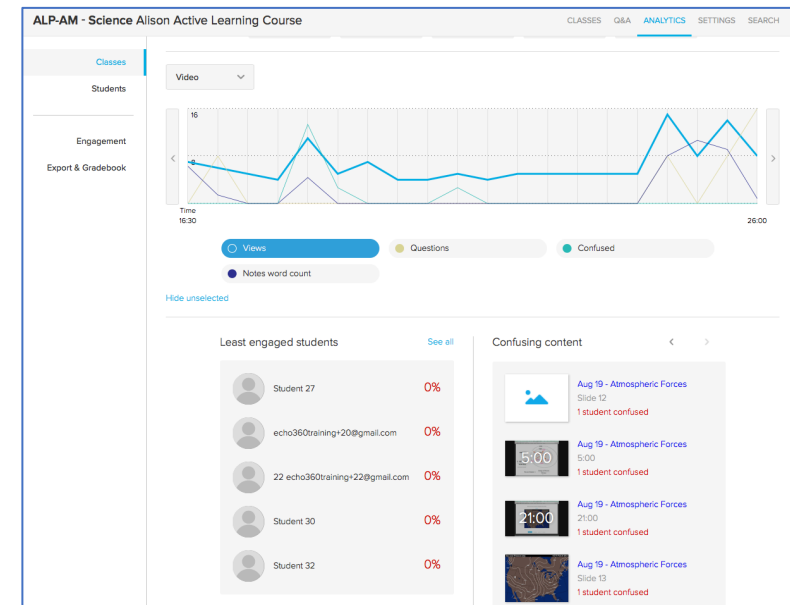 ALP-AM - Science Alison Active Learning Course
CLASSES Q&A ANALYTICS SETTINGS SEARCH
Classes
Students
Engagement
Export & Gradebook
Video
16
8
Time
16:30
26:00
Views
Questions
Confused
Notes word count
Hide unselected
Least engaged students
See all
Student 27
0%
echo360training+20@gmail.com
0%
22 echo360training+22@gmail.com
0%
Student 30
0%
Student 32
0%
Confusing content
Aug 19 - Atmospheric Forces
Slide 12
1 student confused
5:00
Aug 19 - Atmospheric Forces
5:00
1 student confused
21:00
Aug 19 - Atmospheric Forces
21:00
1 student confused
Aug 19 - Atmospheric Forces
Slide 13
1 student confused